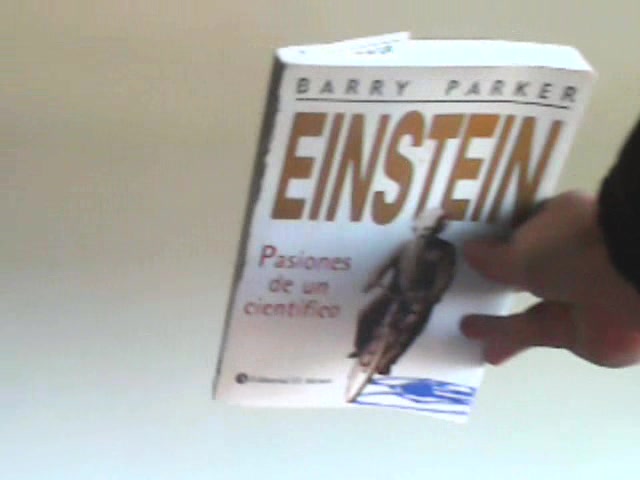 BARRY PARKER
EINSTEIN
Pasiones
de un
científico